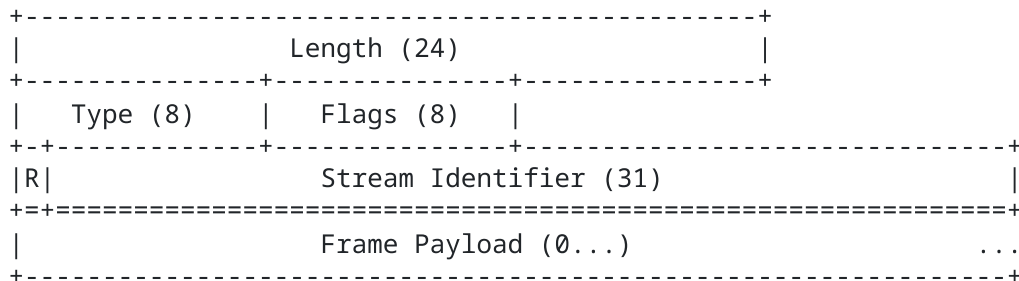 +-----------------------------------------------+
|                 Length (24)                   |
+---------------+---------------+---------------+
|   Type (8)    |   Flags (8)   |
+-+-------------+---------------+-------------------------------+
|R|                 Stream Identifier (31)                      |
+=+=============================================================+
|                   Frame Payload (0...)                      ...
+---------------------------------------------------------------+